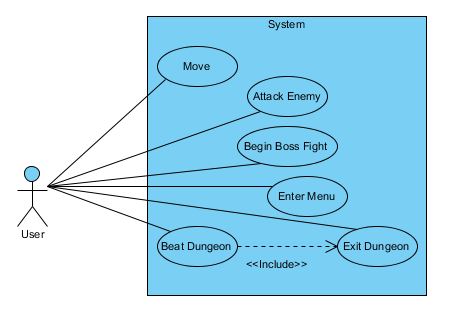 System
Move
Attack Enemy
Begin Boss Fight
Enter Menu
User
Beat Dungeon
Exit Dungeon
<<Include>>